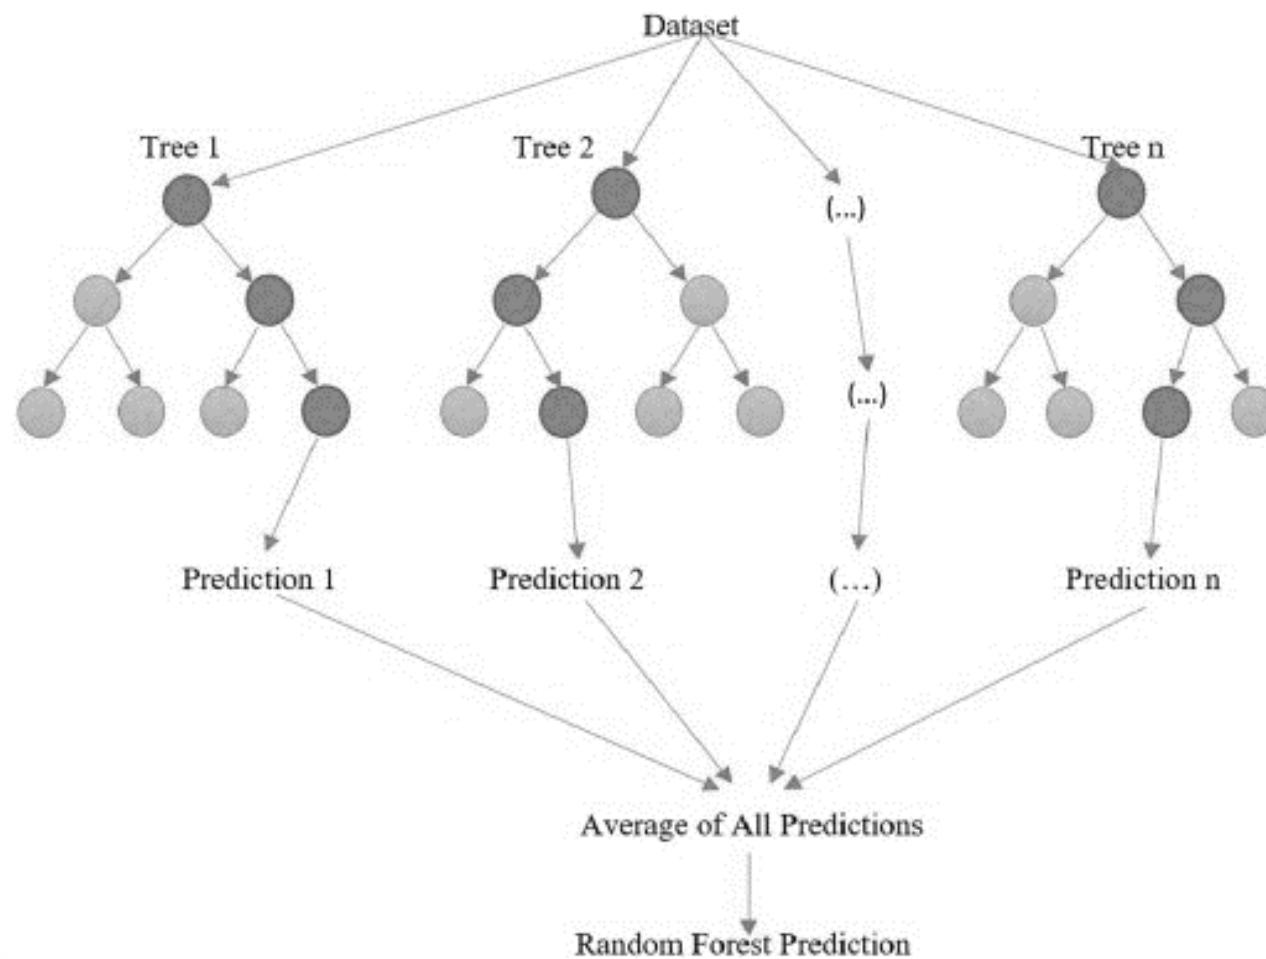 Dataset
Tree 1
Tree 2
Tree n
(...)
(...)
Prediction 1
Prediction 2
(...)
Prediction n
Average of All Predictions
Random Forest Prediction